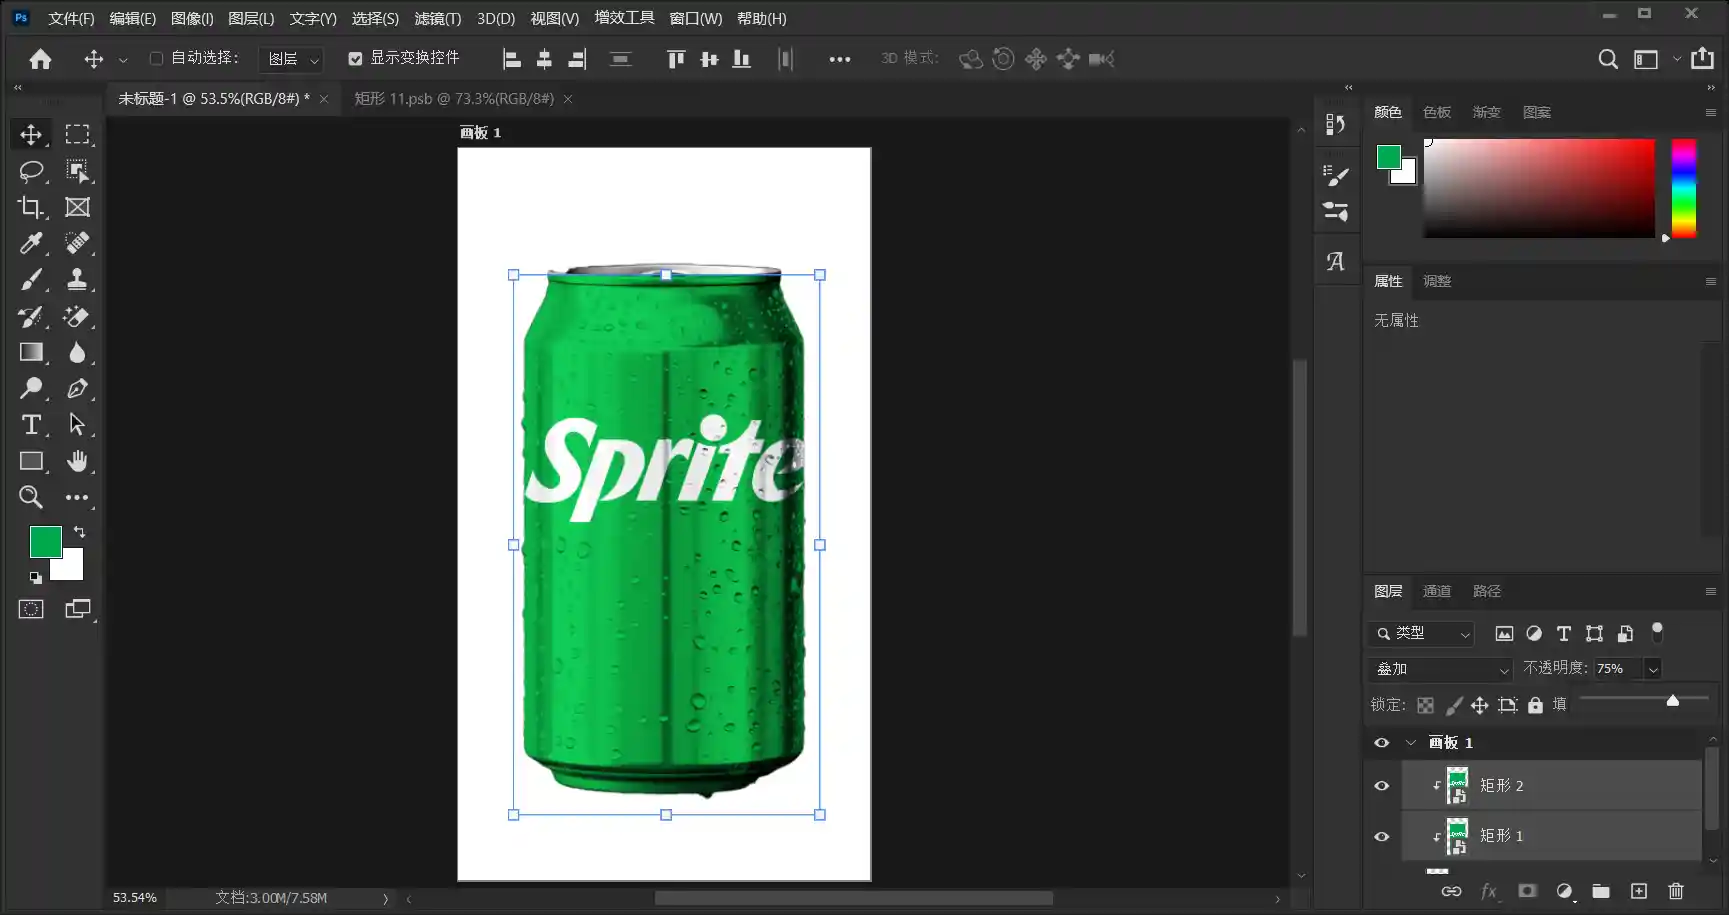 Ps 文件(F) 编辑(E) 图像(I) 图层(L) 文字(Y) 选择(S) 滤镜(T) 3D(D) 视图(V) 增效工具 窗口(W) 帮助(H)
自动选择: 图层 显示变换控件 3D 模式:
未标题-1 @ 53.5%(RGB/8#) * × 矩形 11.psb @ 73.3%(RGB/8#) ×
画板 1
颜色 色板 渐变 图案
属性 调整
无属性
Sprite
图层 通道 路径
类型
叠加 不透明度: 75%
锁定: 填
画板 1
矩形 2
矩形 1
53.54% 文档:3.00M/7.58M